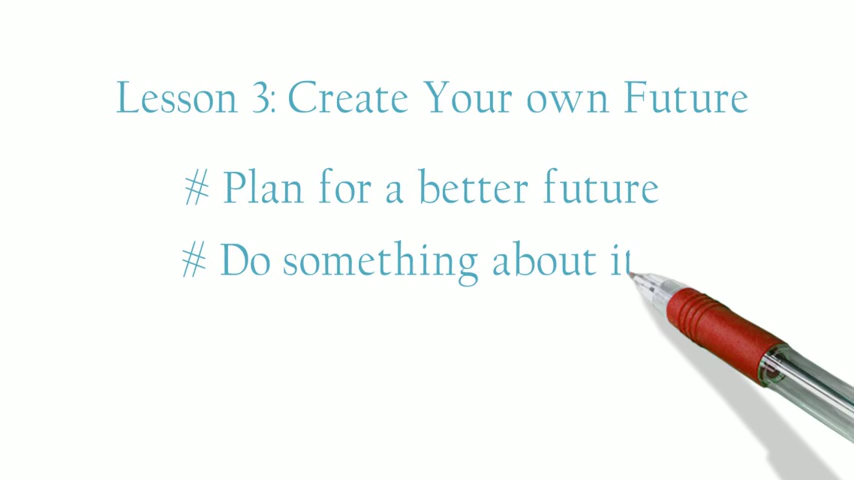 Lesson 3: Create Your own Future
# Plan for a better future
# Do something about it